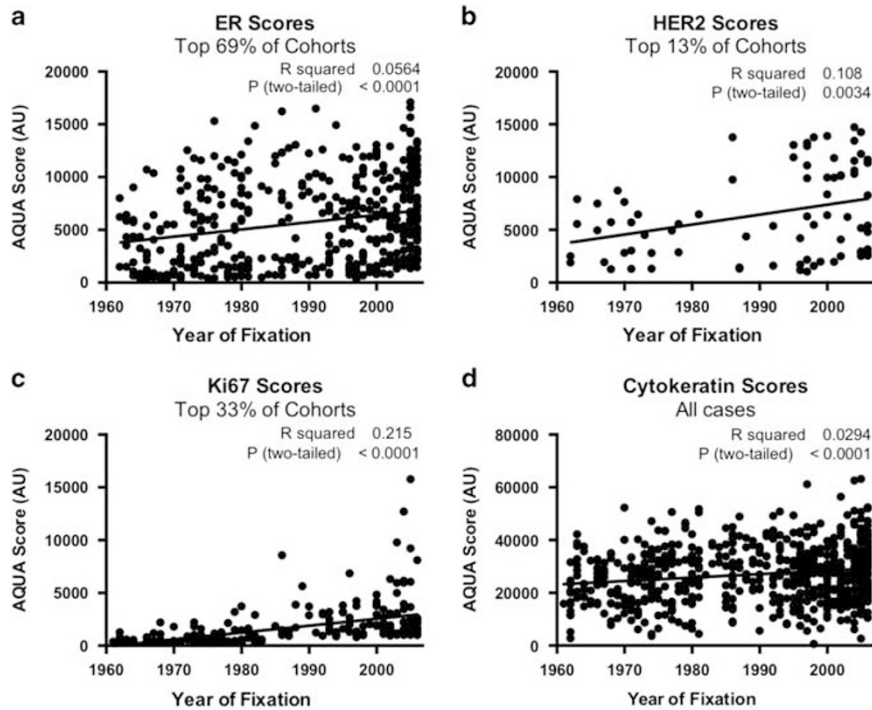 a
ER Scores
Top 69% of Cohorts
R squared 0.0564
P (two-tailed) < 0.0001
AQUA Score (AU)
20000
15000
10000
5000
0
1960 1970 1980 1990 2000
Year of Fixation
b
HER2 Scores
Top 13% of Cohorts
R squared 0.108
P (two-tailed) 0.0034
AQUA Score (AU)
20000
15000
10000
5000
0
1960 1970 1980 1990 2000
Year of Fixation
c
Ki67 Scores
Top 33% of Cohorts
R squared 0.215
P (two-tailed) < 0.0001
AQUA Score (AU)
20000
15000
10000
5000
0
1960 1970 1980 1990 2000
Year of Fixation
d
Cytokeratin Scores
All cases
R squared 0.0294
P (two-tailed) < 0.0001
AQUA Score (AU)
80000
60000
40000
20000
0
1960 1970 1980 1990 2000
Year of Fixation